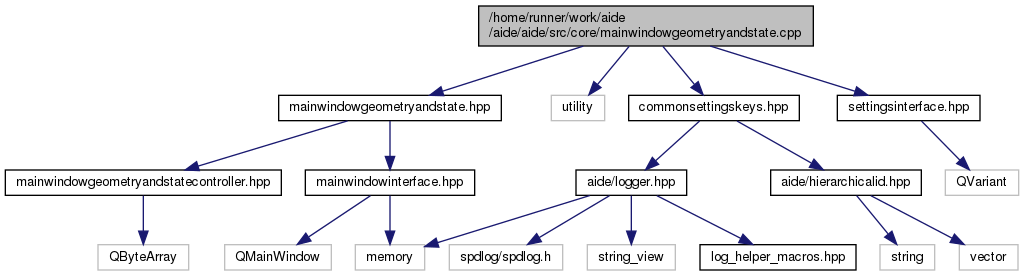 /home/runner/work/aide
/aide/aide/src/core/mainwindowgeometryandstate.cpp
mainwindowgeometryandstate.hpp
utility
commonsettingskeys.hpp
settingsinterface.hpp
mainwindowgeometryandstatecontroller.hpp
mainwindowinterface.hpp
aide/logger.hpp
aide/hierarchicalid.hpp
QVariant
QByteArray
QMainWindow
memory
spdlog/spdlog.h
string_view
log_helper_macros.hpp
string
vector